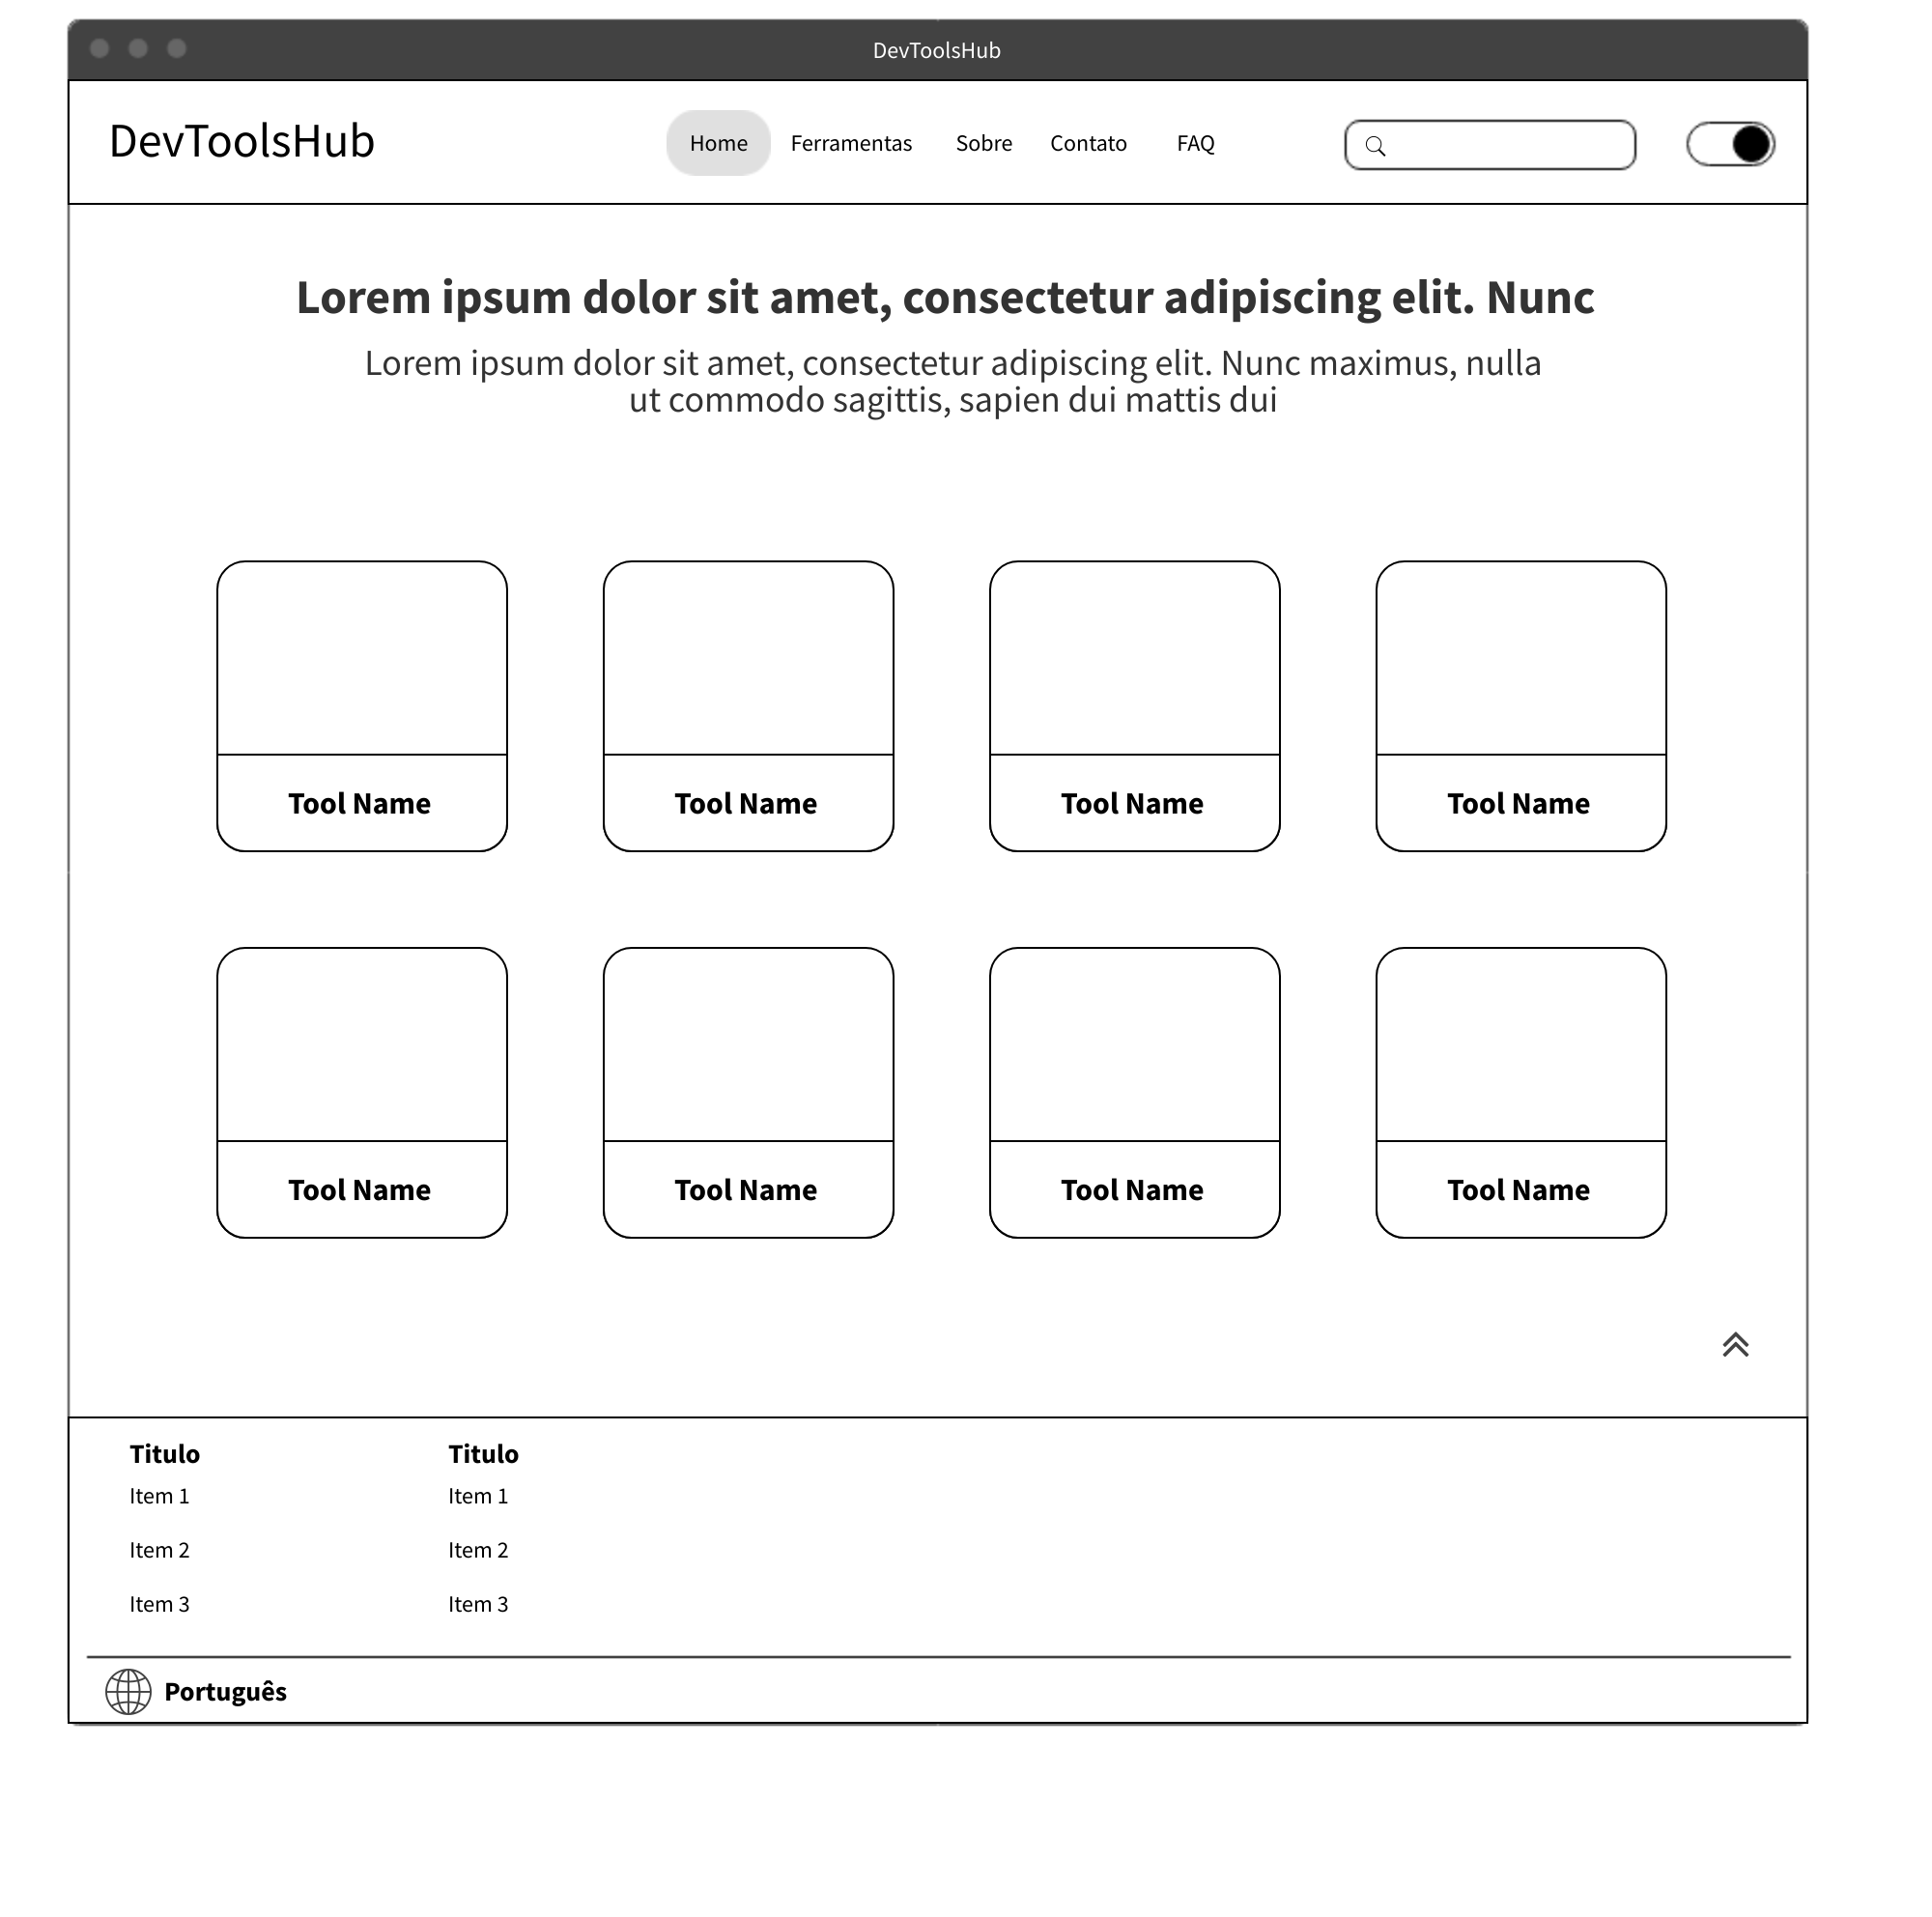 DevToolsHub
DevToolsHub
Home Ferramentas Sobre Contato FAQ
Lorem ipsum dolor sit amet, consectetur adipiscing elit. Nunc
Lorem ipsum dolor sit amet, consectetur adipiscing elit. Nunc maximus, nulla
ut commodo sagittis, sapien dui mattis dui
Tool Name
Tool Name
Tool Name
Tool Name
Tool Name
Tool Name
Tool Name
Tool Name
Titulo
Item 1
Item 2
Item 3
Titulo
Item 1
Item 2
Item 3
Português